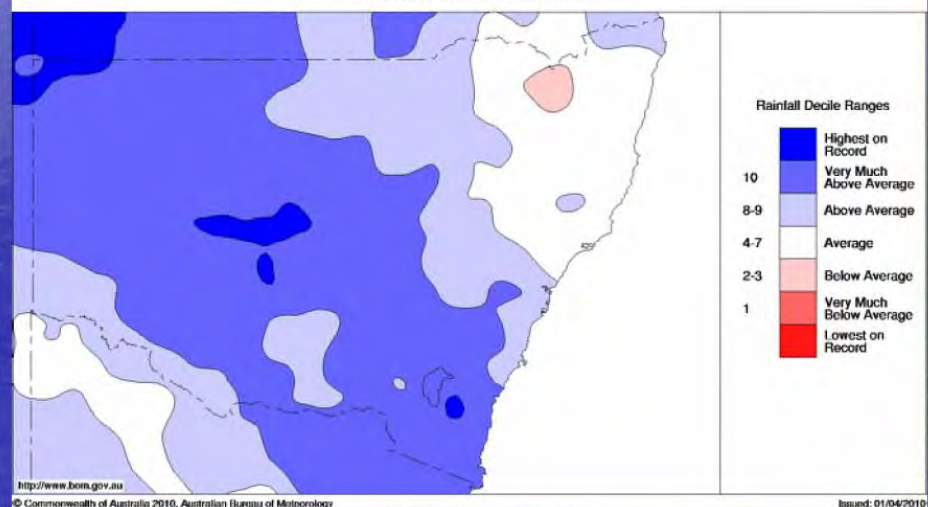 Rainfall Decile Ranges
Highest on
Record
10
Very Much
Above Average
8-9
Above Average
4-7
Average
2-3
Below Average
1
Very Much
Below Average
Lowest on
Record
http://www.bom.gov.au
© Commonwealth of Australia 2010, Australian Bureau of Meteorology
Issued: 01/04/2010